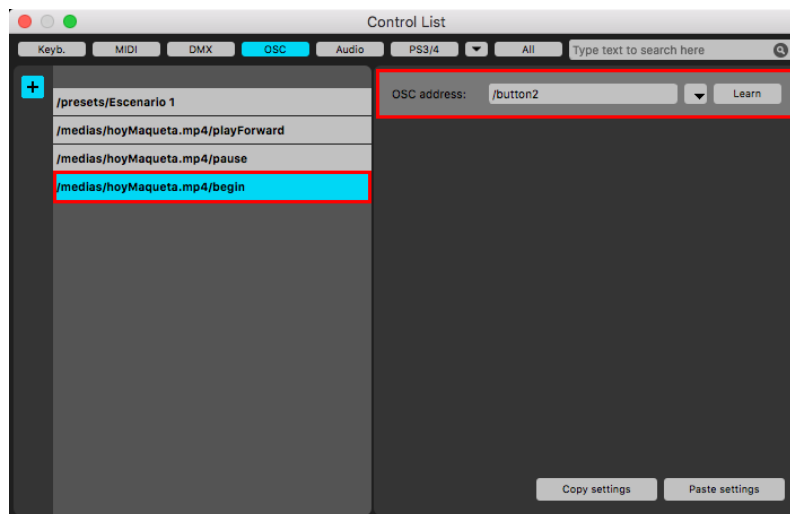 Control List
Keyb. MIDI DMX OSC Audio PS3/4 All Type text to search here
+
OSC address: /button2 Learn
/presets/Escenario 1
/medias/hoyMaqueta.mp4/playForward
/medias/hoyMaqueta.mp4/pause
/medias/hoyMaqueta.mp4/begin
Copy settings Paste settings